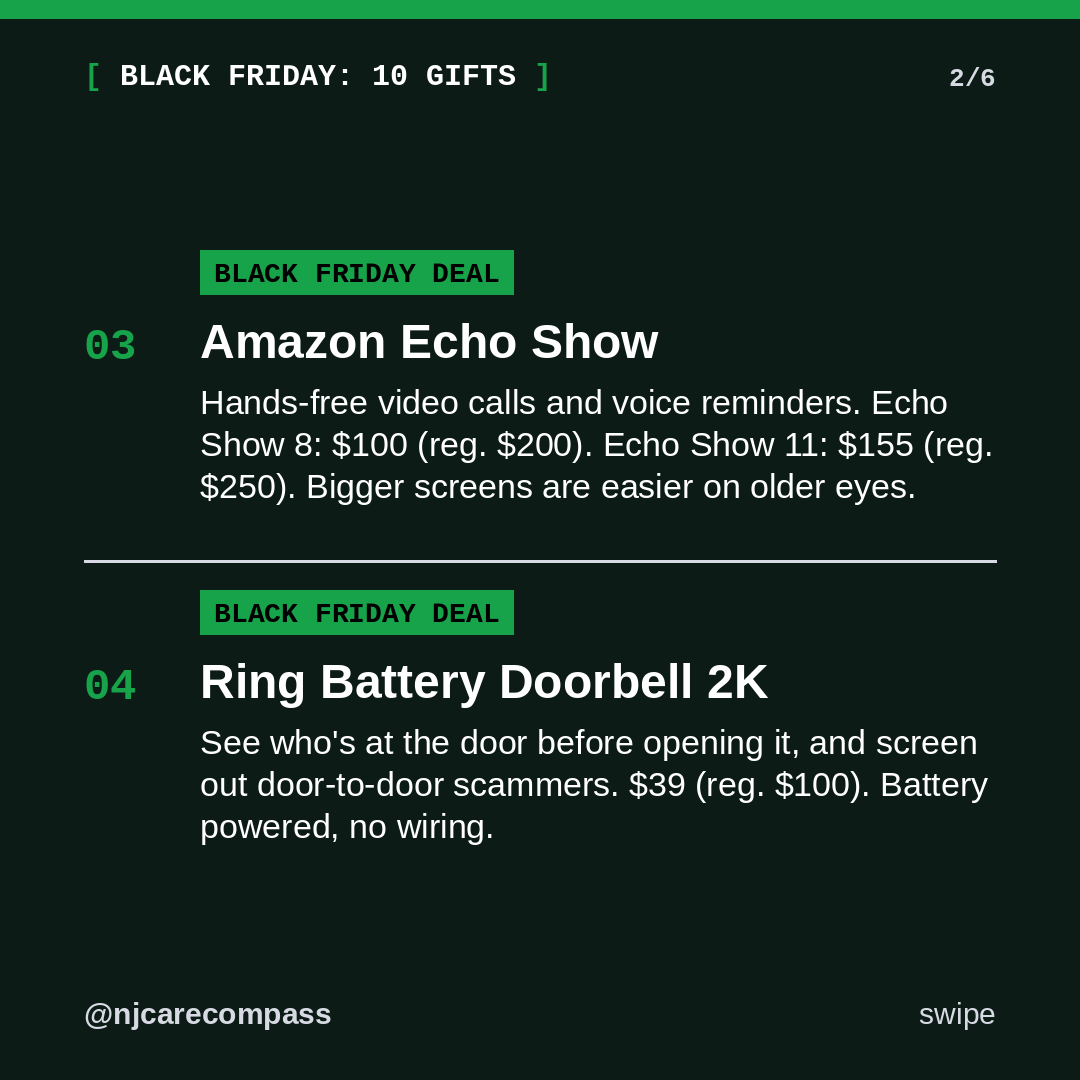 [ BLACK FRIDAY: 10 GIFTS ]
2/6
BLACK FRIDAY DEAL
03
Amazon Echo Show
Hands-free video calls and voice reminders. Echo
Show 8: $100 (reg. $200). Echo Show 11: $155 (reg.
$250). Bigger screens are easier on older eyes.
BLACK FRIDAY DEAL
04
Ring Battery Doorbell 2K
See who's at the door before opening it, and screen
out door-to-door scammers. $39 (reg. $100). Battery
powered, no wiring.
@njcarecompass
swipe